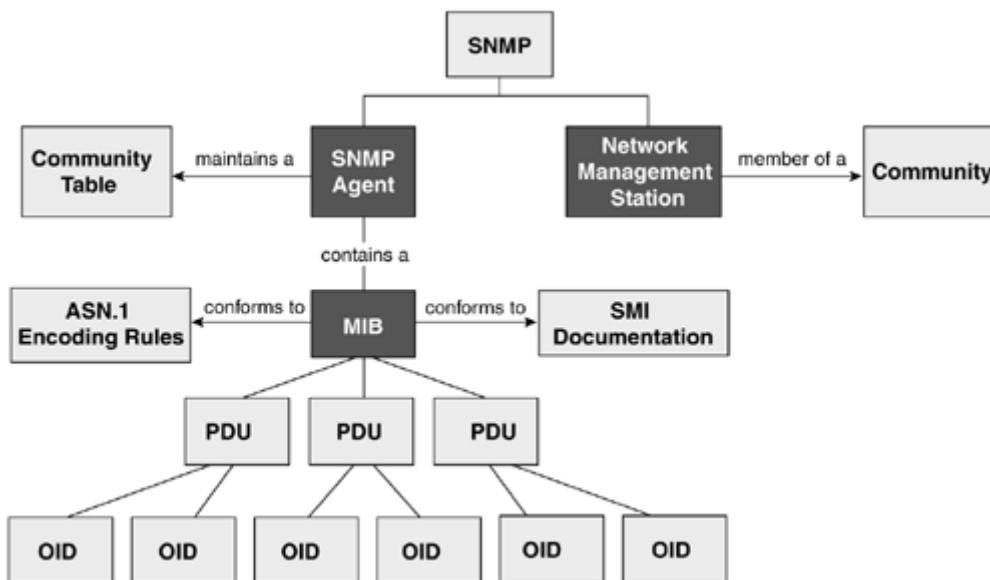 SNMP
Community
Table
maintains a
SNMP
Agent
Network
Management
Station
member of a
Community
contains a
ASN.1
Encoding Rules
conforms to
MIB
conforms to
SMI
Documentation
PDU
PDU
PDU
OID
OID
OID
OID
OID
OID